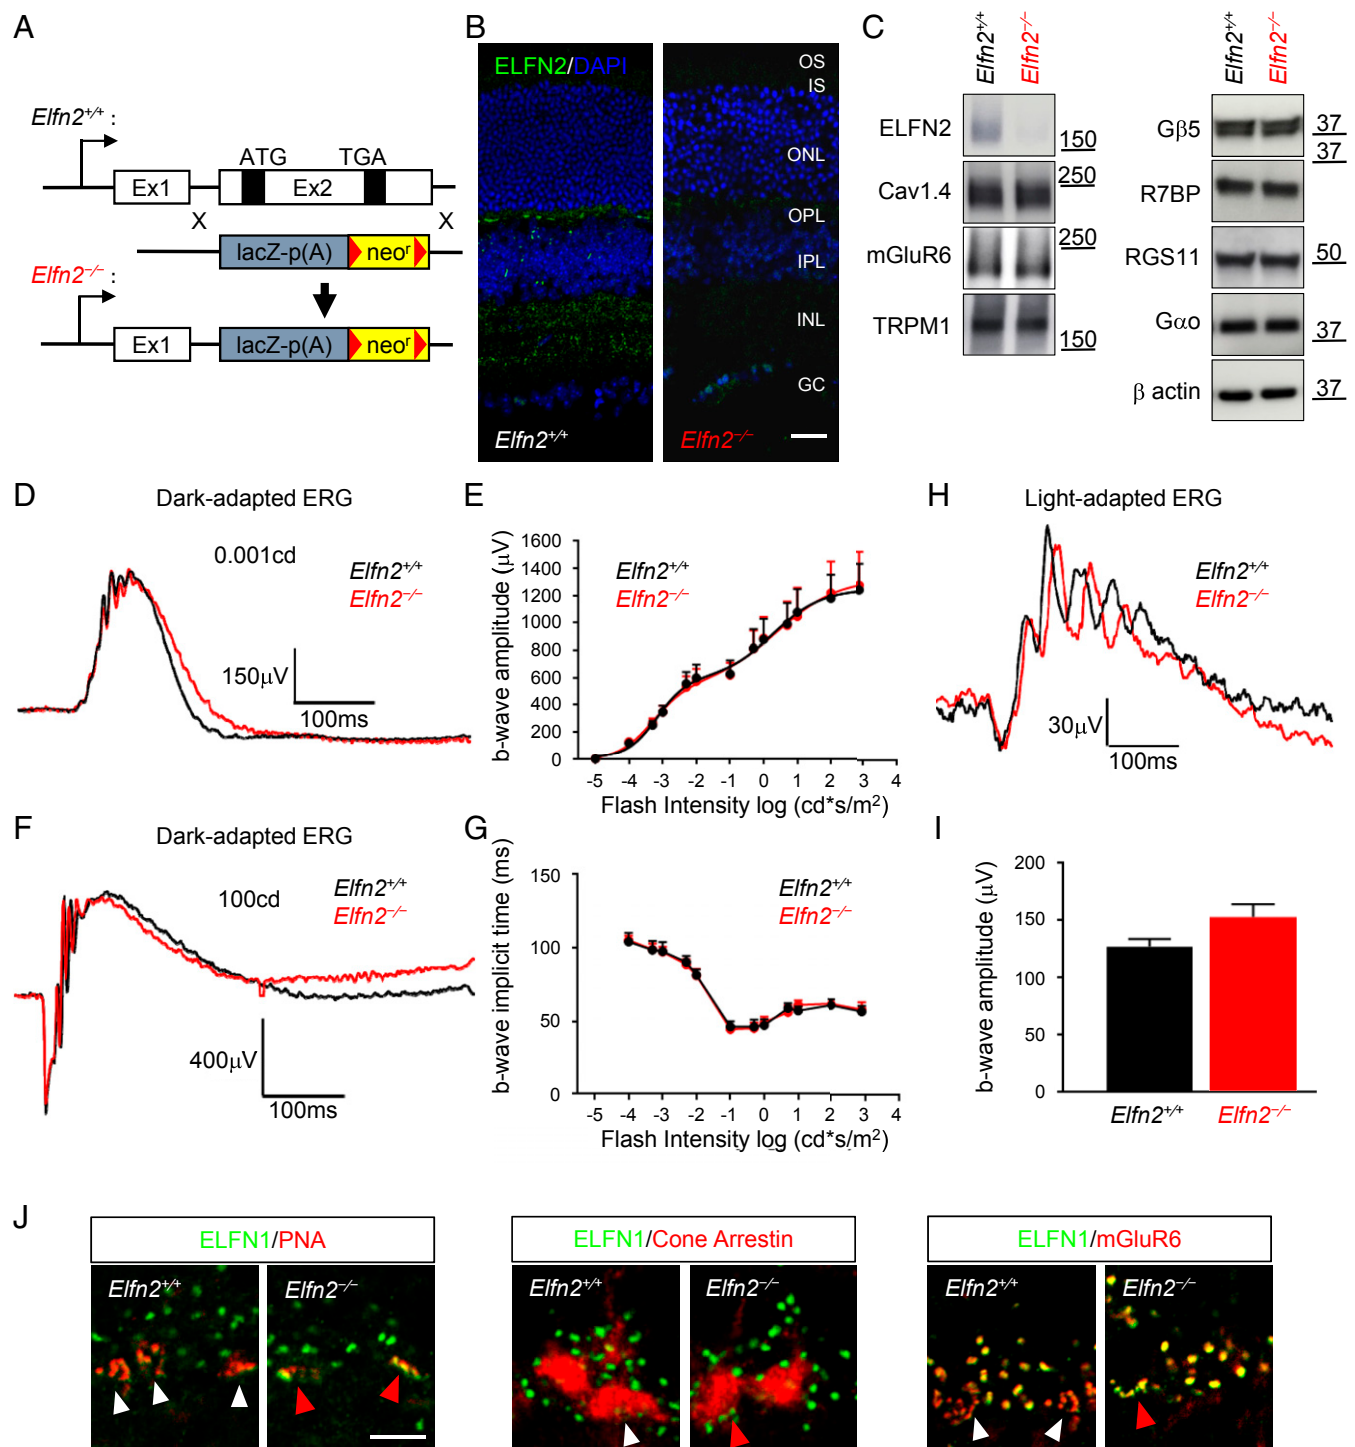 A
Elfn2+/+ :
ATG TGA
Ex1 Ex2
X X
lacZ-p(A) neoʳ
Elfn2−/− :
Ex1 lacZ-p(A) neoʳ
B
ELFN2/DAPI
OS
IS
ONL
OPL
IPL
INL
GC
Elfn2+/+ Elfn2−/−
C
Elfn2+/+ Elfn2−/−
ELFN2 150
Cav1.4 250
mGluR6 250
TRPM1 150
Elfn2+/+ Elfn2−/−
Gβ5 37
R7BP 37
RGS11 50
Gαo 37
β actin 37
D
Dark-adapted ERG
0.001cd
Elfn2+/+
Elfn2−/−
150μV
100ms
E
b-wave amplitude (μV)
1600
1400
1200
1000
800
600
400
200
0
Elfn2+/+
Elfn2−/−
-5 -4 -3 -2 -1 0 1 2 3 4
Flash Intensity log (cd*s/m²)
H
Light-adapted ERG
Elfn2+/+
Elfn2−/−
30μV
100ms
F
Dark-adapted ERG
100cd
Elfn2+/+
Elfn2−/−
400μV
100ms
G
b-wave implicit time (ms)
150
100
50
0
Elfn2+/+
Elfn2−/−
-5 -4 -3 -2 -1 0 1 2 3 4
Flash Intensity log (cd*s/m²)
I
b-wave amplitude (μV)
200
150
100
50
0
Elfn2+/+ Elfn2−/−
J
ELFN1/PNA
Elfn2+/+ Elfn2−/−
ELFN1/Cone Arrestin
Elfn2+/+ Elfn2−/−
ELFN1/mGluR6
Elfn2+/+ Elfn2−/−